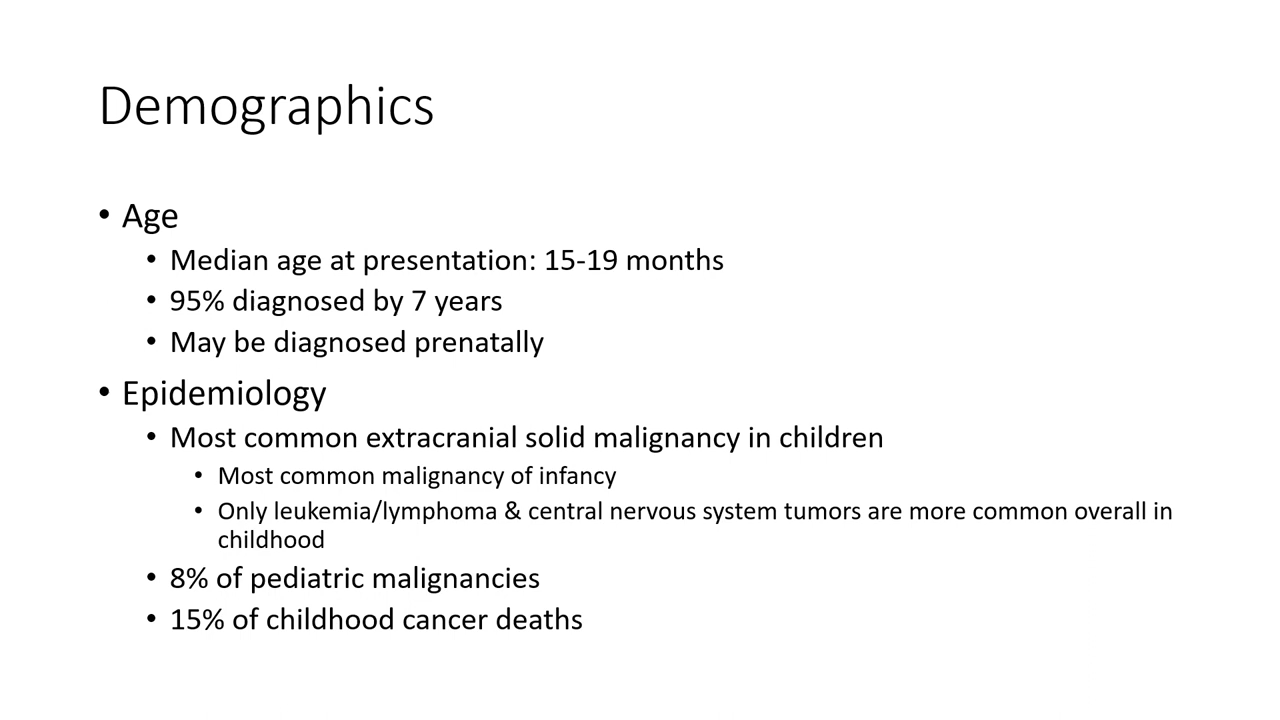 Demographics
• Age
• Median age at presentation: 15-19 months
• 95% diagnosed by 7 years
• May be diagnosed prenatally
• Epidemiology
• Most common extracranial solid malignancy in children
• Most common malignancy of infancy
• Only leukemia/lymphoma & central nervous system tumors are more common overall in
childhood
• 8% of pediatric malignancies
• 15% of childhood cancer deaths